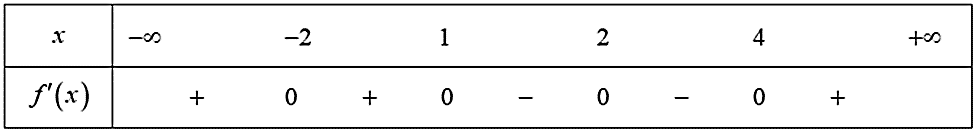 x −∞ −2 1 2 4 +∞
f′(x) + 0 + 0 − 0 − 0 +